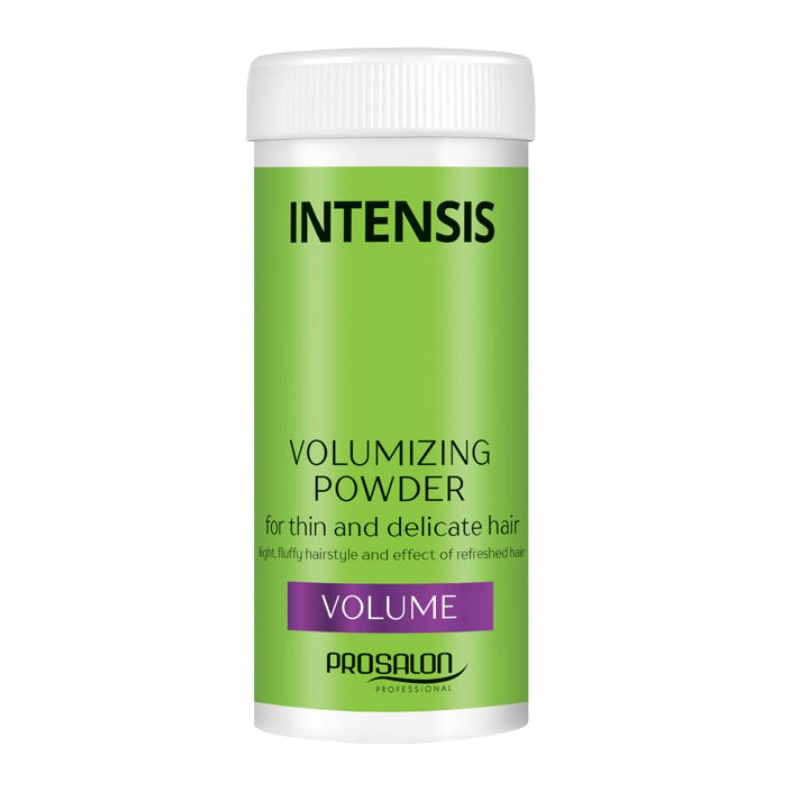 INTENSIS
VOLUMIZING
POWDER
for thin and delicate hair
light, fluffy hairstyle and effect of refreshed hair
VOLUME
PROSALON
PROFESSIONAL